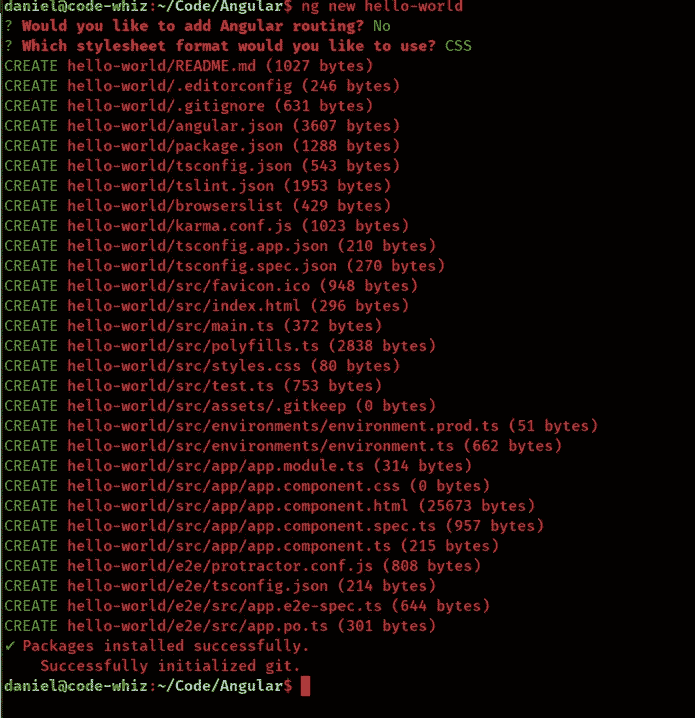 daniel@code-whiz:~/Code/Angular$ ng new hello-world
? Would you like to add Angular routing? No
? Which stylesheet format would you like to use? CSS
CREATE hello-world/README.md (1027 bytes)
CREATE hello-world/.editorconfig (246 bytes)
CREATE hello-world/.gitignore (631 bytes)
CREATE hello-world/angular.json (3607 bytes)
CREATE hello-world/package.json (1288 bytes)
CREATE hello-world/tsconfig.json (543 bytes)
CREATE hello-world/tslint.json (1953 bytes)
CREATE hello-world/browserslist (429 bytes)
CREATE hello-world/karma.conf.js (1023 bytes)
CREATE hello-world/tsconfig.app.json (210 bytes)
CREATE hello-world/tsconfig.spec.json (270 bytes)
CREATE hello-world/src/favicon.ico (948 bytes)
CREATE hello-world/src/index.html (296 bytes)
CREATE hello-world/src/main.ts (372 bytes)
CREATE hello-world/src/polyfills.ts (2838 bytes)
CREATE hello-world/src/styles.css (80 bytes)
CREATE hello-world/src/test.ts (753 bytes)
CREATE hello-world/src/assets/.gitkeep (0 bytes)
CREATE hello-world/src/environments/environment.prod.ts (51 bytes)
CREATE hello-world/src/environments/environment.ts (662 bytes)
CREATE hello-world/src/app/app.module.ts (314 bytes)
CREATE hello-world/src/app/app.component.css (0 bytes)
CREATE hello-world/src/app/app.component.html (25673 bytes)
CREATE hello-world/src/app/app.component.spec.ts (957 bytes)
CREATE hello-world/src/app/app.component.ts (215 bytes)
CREATE hello-world/e2e/protractor.conf.js (808 bytes)
CREATE hello-world/e2e/tsconfig.json (214 bytes)
CREATE hello-world/e2e/src/app.e2e-spec.ts (644 bytes)
CREATE hello-world/e2e/src/app.po.ts (301 bytes)
✔ Packages installed successfully.
Successfully initialized git.
daniel@code-whiz:~/Code/Angular$